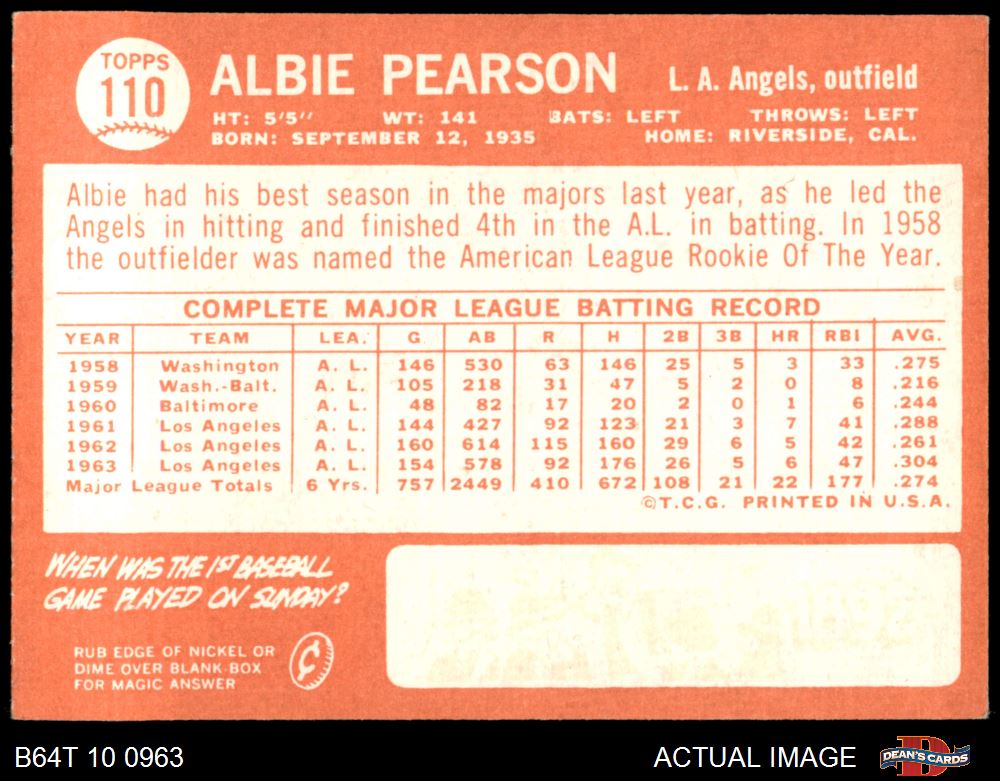 TOPPS
110
ALBIE PEARSON
L. A. Angels, outfield
HT: 5'5" WT: 141 BATS: LEFT THROWS: LEFT
BORN: SEPTEMBER 12, 1935 HOME: RIVERSIDE, CAL.
Albie had his best season in the majors last year, as he led the
Angels in hitting and finished 4th in the A.L. in batting. In 1958
the outfielder was named the American League Rookie Of The Year.
COMPLETE MAJOR LEAGUE BATTING RECORD
YEAR TEAM LEA. G AB R H 2B 3B HR RBI AVG.
1958 Washington A. L. 146 530 63 146 25 5 3 33 .275
1959 Wash.-Balt. A. L. 105 218 31 47 5 2 0 8 .216
1960 Baltimore A. L. 48 82 17 20 2 0 1 6 .244
1961 Los Angeles A. L. 144 427 92 123 21 3 7 41 .288
1962 Los Angeles A. L. 160 614 115 160 29 6 5 42 .261
1963 Los Angeles A. L. 154 578 92 176 26 5 6 47 .304
Major League Totals 6 Yrs. 757 2449 410 672 108 21 22 177 .274
©T.C.G. PRINTED IN U.S.A.
WHEN WAS THE 1ST BASEBALL
GAME PLAYED ON SUNDAY?
RUB EDGE OF NICKEL OR
DIME OVER BLANK BOX
FOR MAGIC ANSWER
¢
B64T 10 0963
ACTUAL IMAGE
DEAN'S CARDS